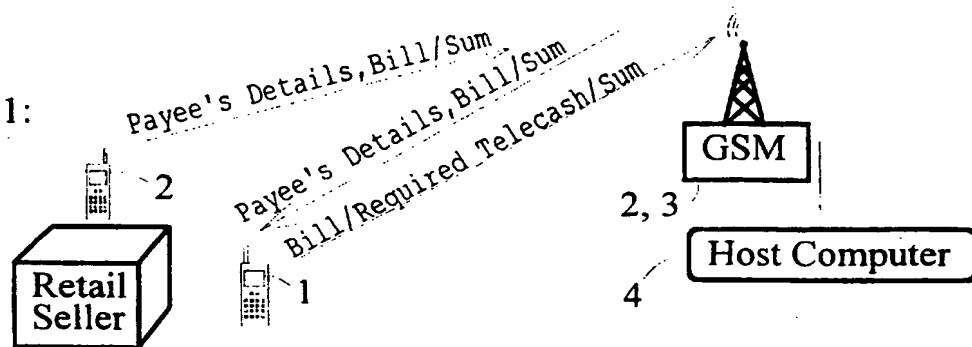 Payee's Details,Bill/Sum
1:
Payee's Details,Bill/Sum
Bill/Required Telecash/Sum
GSM
2
2, 3
Host Computer
4
1
Retail
Seller